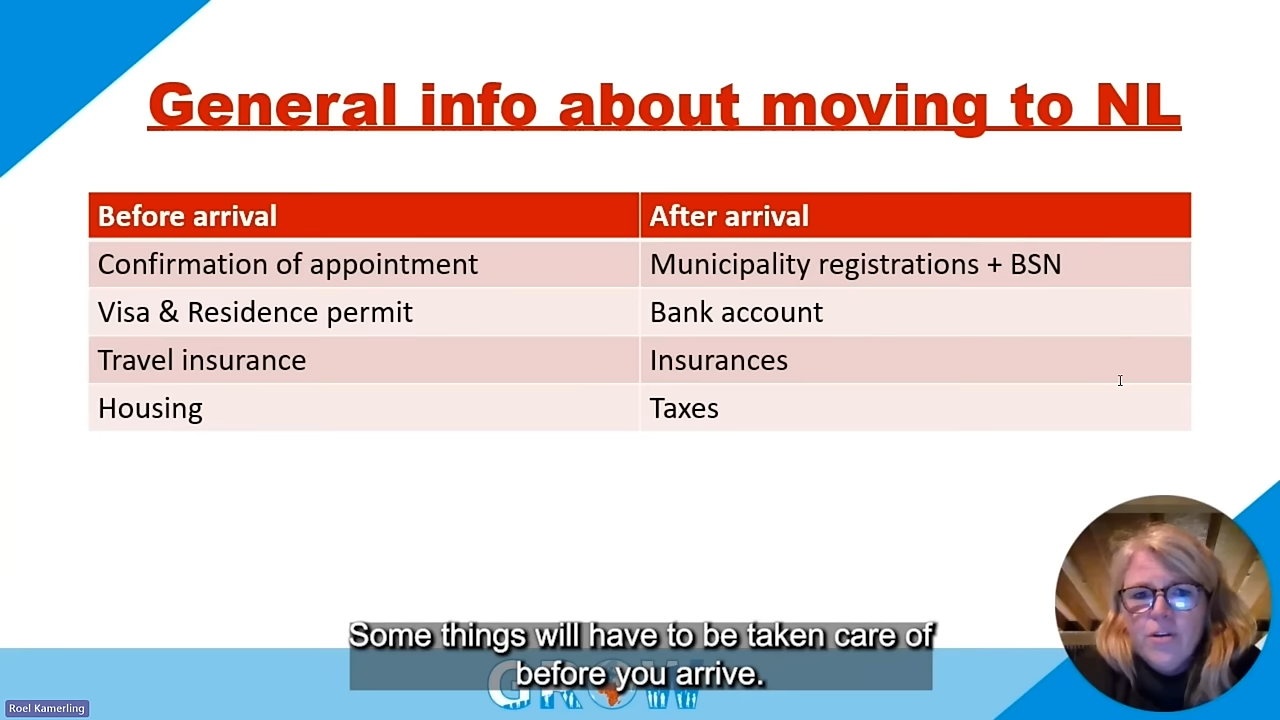 General info about moving to NL
Before arrival
After arrival
Confirmation of appointment
Municipality registrations + BSN
Visa & Residence permit
Bank account
Travel insurance
Insurances
Housing
Taxes
Some things will have to be taken care of
before you arrive.
GROW
Roel Kamerling